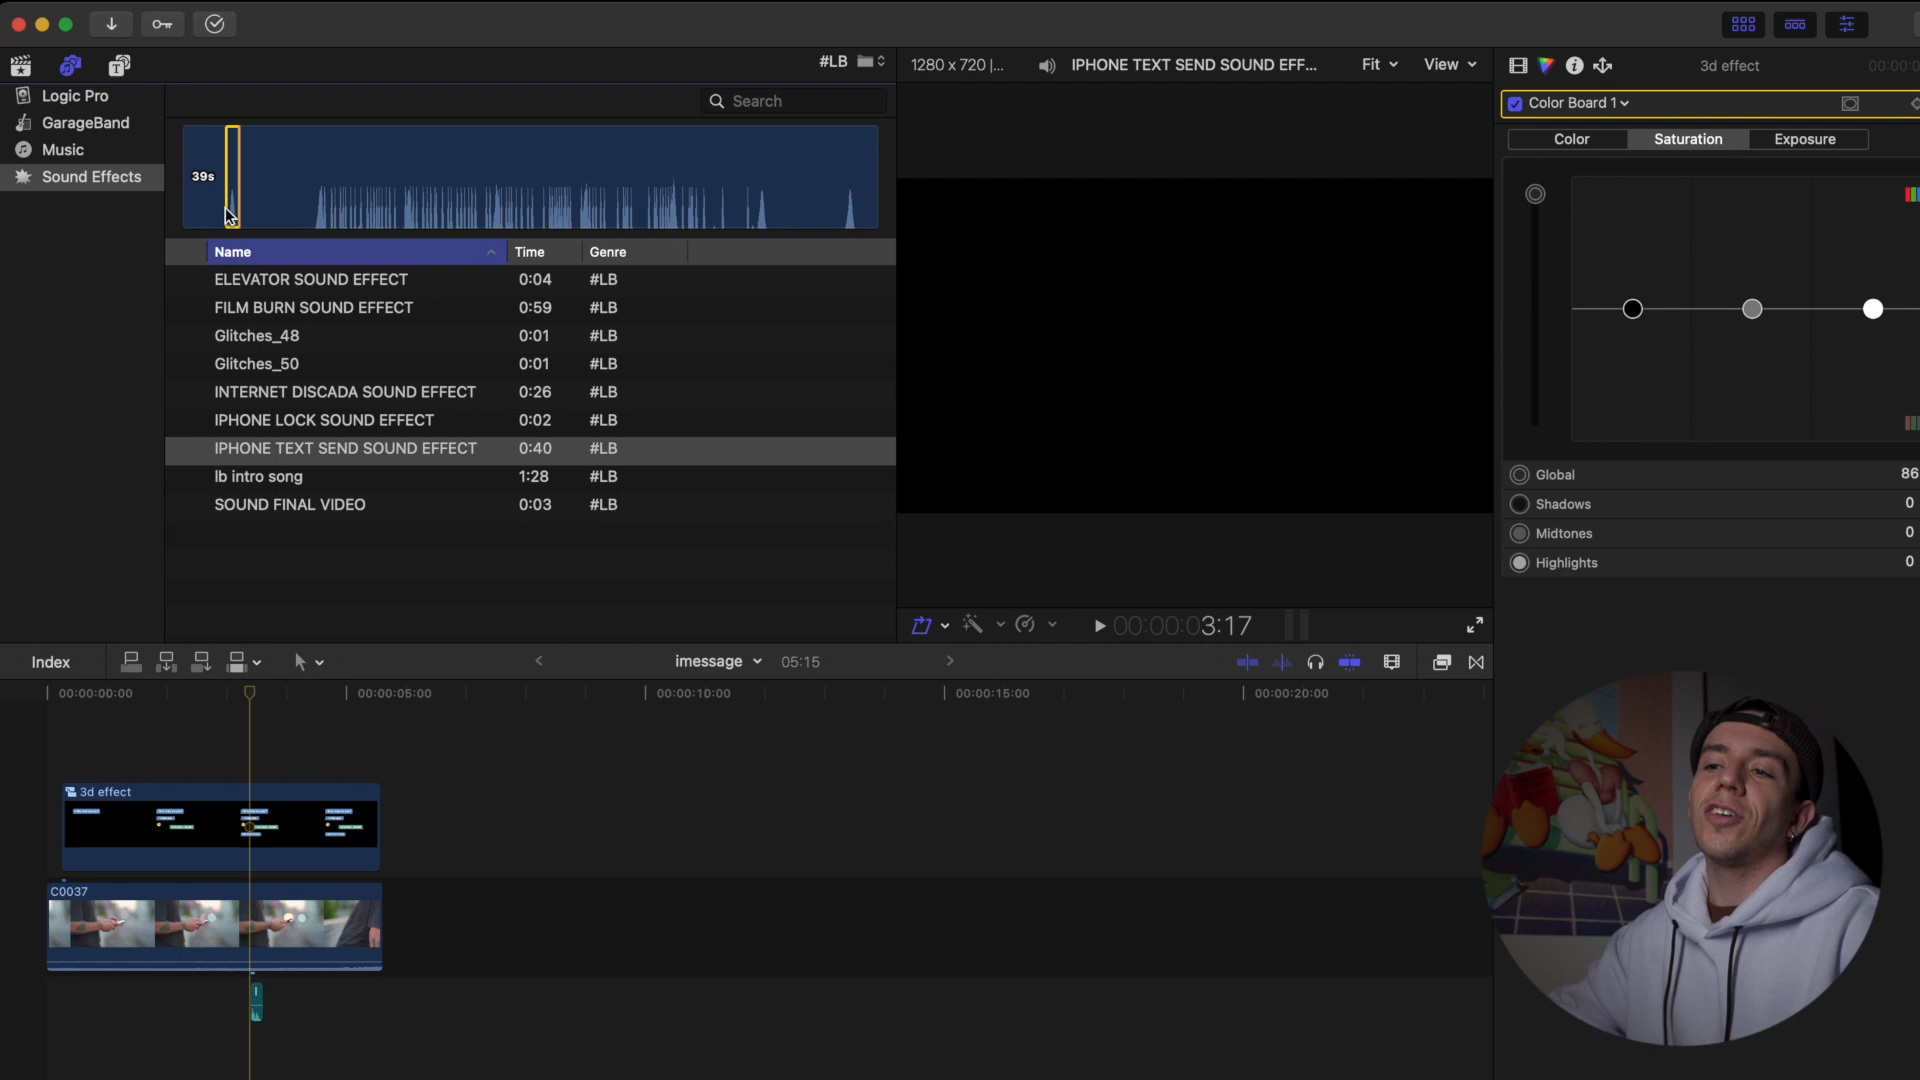 #LB
1280 x 720 |...
IPHONE TEXT SEND SOUND EFF...
Fit
View
3d effect
Logic Pro
GarageBand
Music
Sound Effects
Search
39s
Name Time Genre
ELEVATOR SOUND EFFECT 0:04 #LB
FILM BURN SOUND EFFECT 0:59 #LB
Glitches_48 0:01 #LB
Glitches_50 0:01 #LB
INTERNET DISCADA SOUND EFFECT 0:26 #LB
IPHONE LOCK SOUND EFFECT 0:02 #LB
IPHONE TEXT SEND SOUND EFFECT 0:40 #LB
lb intro song 1:28 #LB
SOUND FINAL VIDEO 0:03 #LB
Color Board 1
Color Saturation Exposure
Global 86
Shadows 0
Midtones 0
Highlights 0
00:00:03:17
Index
imessage 05:15
00:00:00:00 00:00:05:00 00:00:10:00 00:00:15:00 00:00:20:00
3d effect
C0037